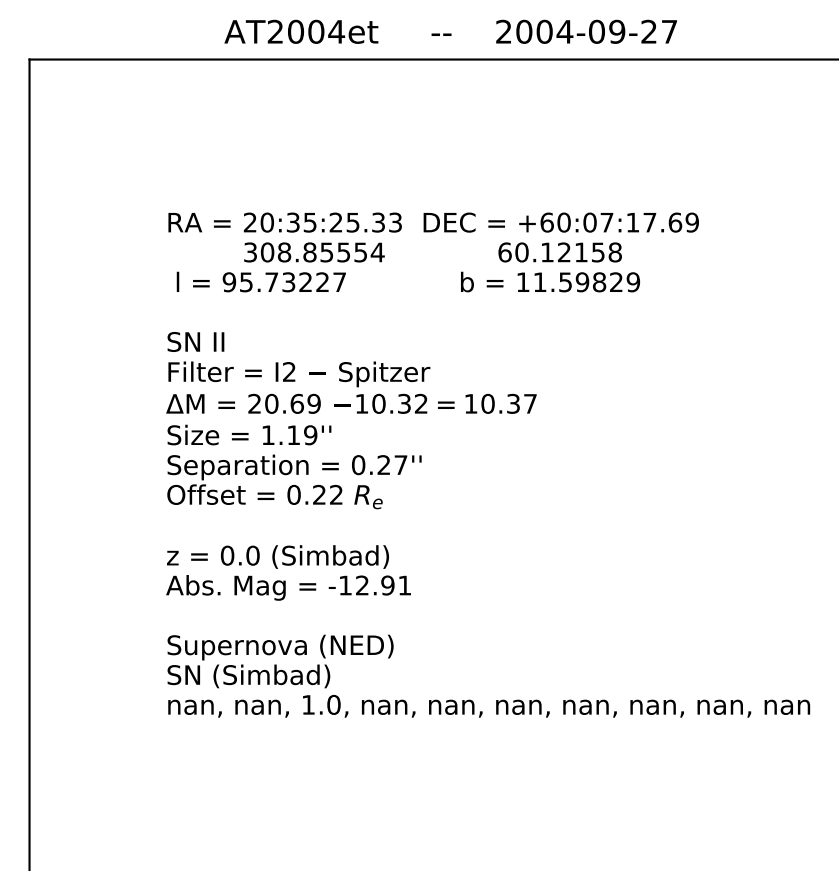 AT2004et -- 2004-09-27
RA = 20:35:25.33 DEC = +60:07:17.69
308.85554 60.12158
l = 95.73227 b = 11.59829
SN II
Filter = I2 − Spitzer
ΔM = 20.69 −10.32 = 10.37
Size = 1.19''
Separation = 0.27''
Offset = 0.22 Rₑ
z = 0.0 (Simbad)
Abs. Mag = -12.91
Supernova (NED)
SN (Simbad)
nan, nan, 1.0, nan, nan, nan, nan, nan, nan, nan